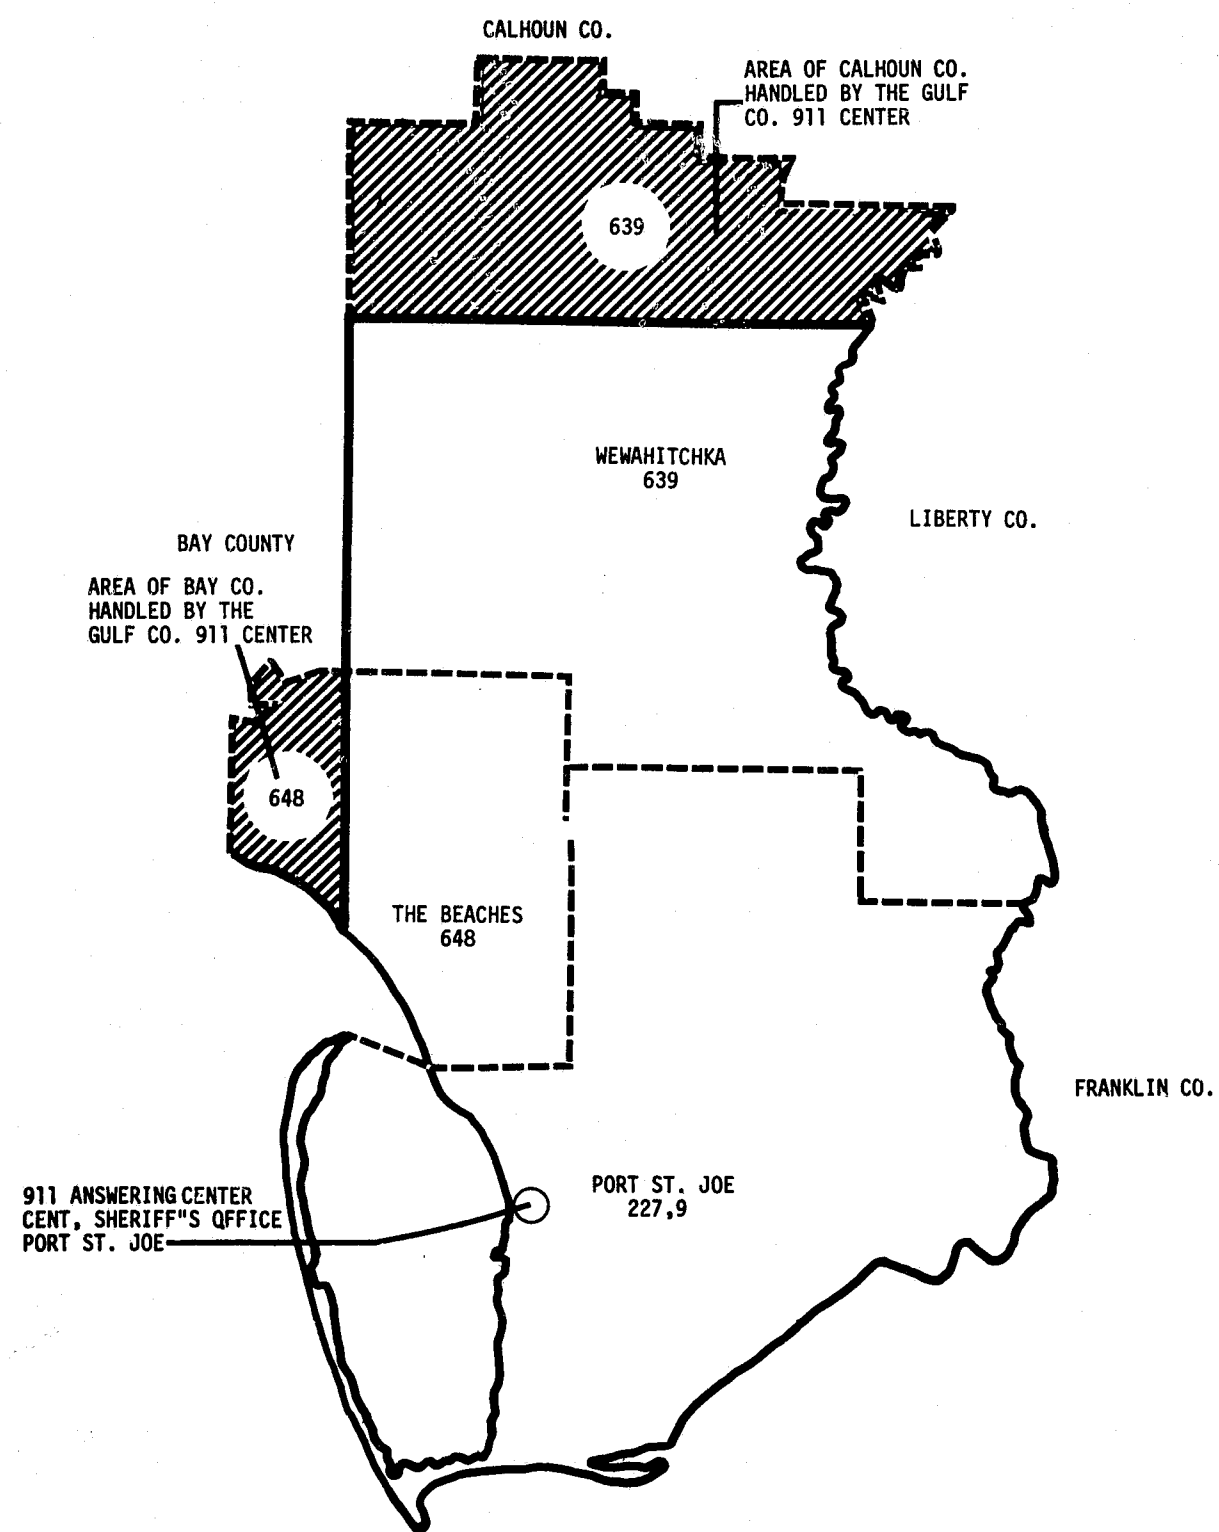 CALHOUN CO.
AREA OF CALHOUN CO.
HANDLED BY THE GULF
CO. 911 CENTER
639
WEWAHITCHKA
639
LIBERTY CO.
BAY COUNTY
AREA OF BAY CO.
HANDLED BY THE
GULF CO. 911 CENTER
648
THE BEACHES
648
FRANKLIN CO.
911 ANSWERING CENTER
CENT, SHERIFF"S OFFICE
PORT ST. JOE
PORT ST. JOE
227,9